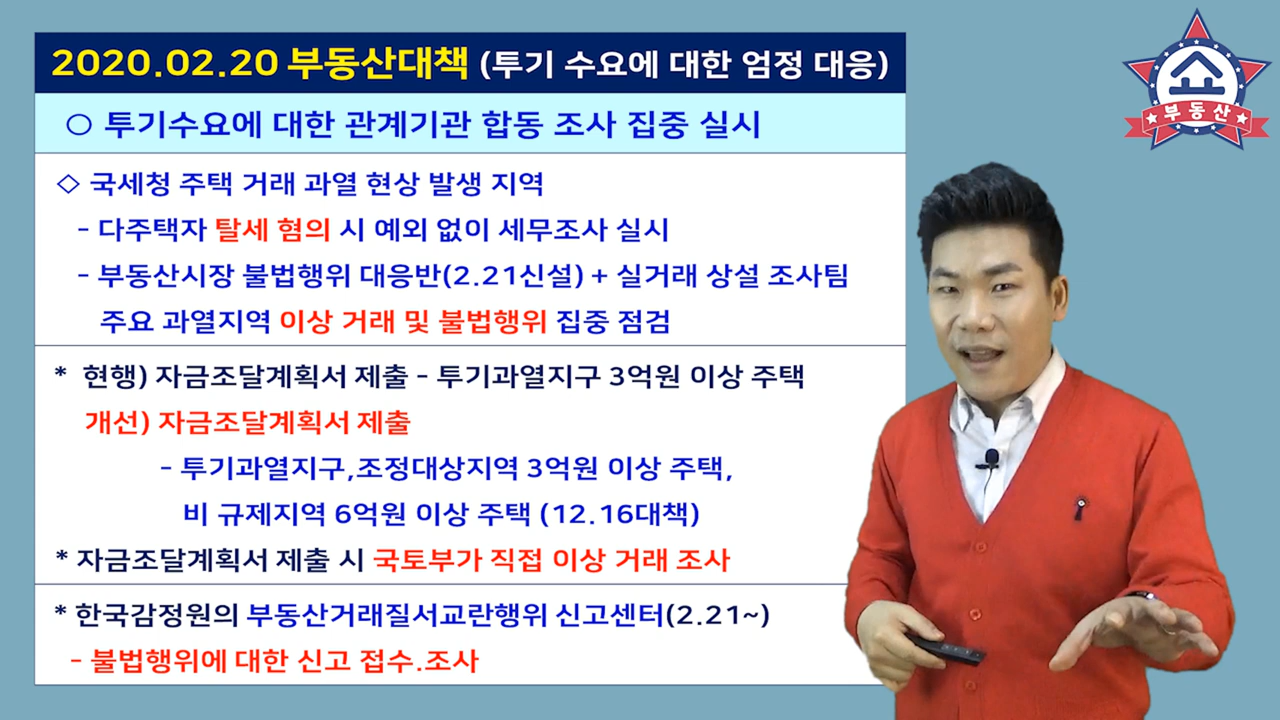 2020.02.20 부동산대책 (투기 수요에 대한 엄정 대응)
○ 투기수요에 대한 관계기관 합동 조사 집중 실시
◇ 국세청 주택 거래 과열 현상 발생 지역
- 다주택자 탈세 혐의 시 예외 없이 세무조사 실시
- 부동산시장 불법행위 대응반(2.21신설) + 실거래 상설 조사팀
주요 과열지역 이상 거래 및 불법행위 집중 점검
* 현행) 자금조달계획서 제출 - 투기과열지구 3억원 이상 주택
개선) 자금조달계획서 제출
- 투기과열지구,조정대상지역 3억원 이상 주택,
비 규제지역 6억원 이상 주택 (12.16대책)
* 자금조달계획서 제출 시 국토부가 직접 이상 거래 조사
* 한국감정원의 부동산거래질서교란행위 신고센터(2.21~)
- 불법행위에 대한 신고 접수.조사
쇼
부동산